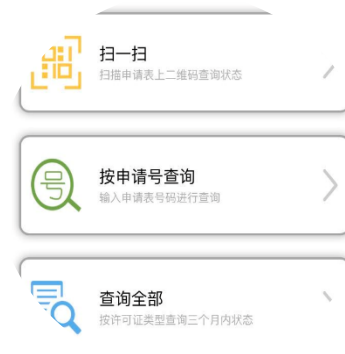 扫一扫
扫描申请表上二维码查询状态
号
按申请号查询
输入申请表号码进行查询
查询全部
按许可证类型查询三个月内状态